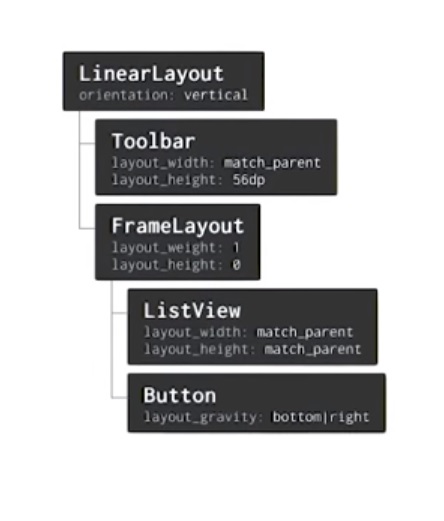 LinearLayout
orientation: vertical
Toolbar
layout_width: match_parent
layout_height: 56dp
FrameLayout
layout_weight: 1
layout_height: 0
ListView
layout_width: match_parent
layout_height: match_parent
Button
layout_gravity: bottom|right